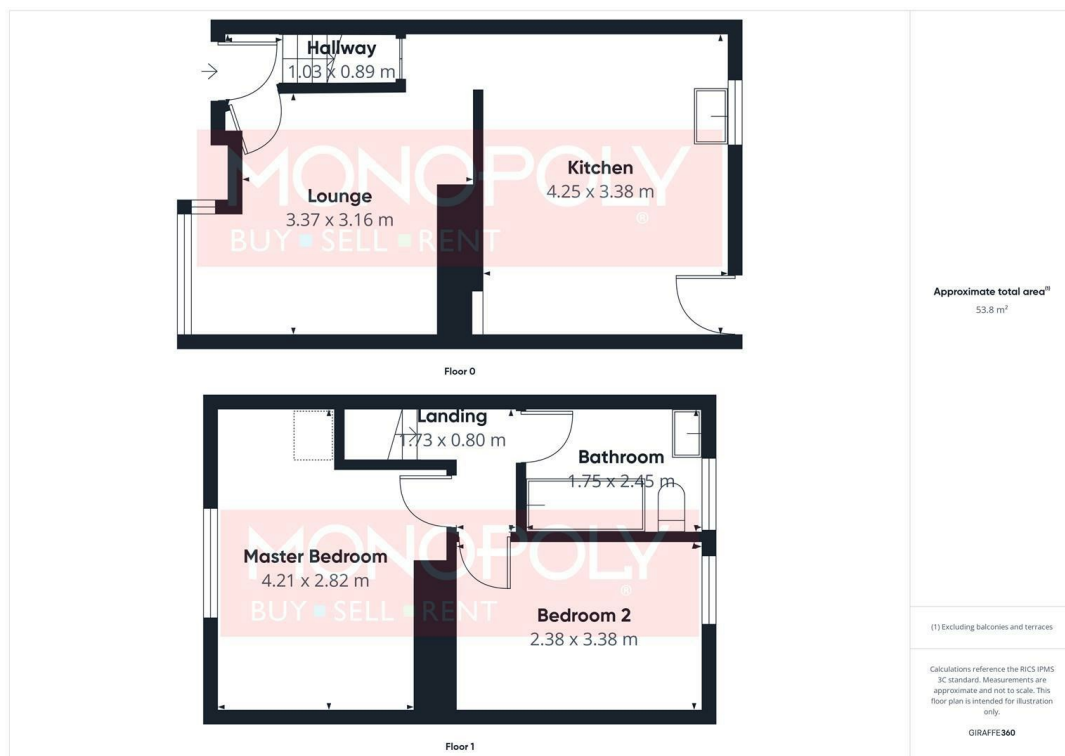 Hallway
1.03 x 0.89 m
MONOPOLY
®
BUY SELL RENT
Lounge
3.37 x 3.16 m
Kitchen
4.25 x 3.38 m
Floor 0
Landing
1.73 x 0.80 m
Bathroom
1.75 x 2.45 m
MONOPOLY
®
BUY SELL RENT
Master Bedroom
4.21 x 2.82 m
Bedroom 2
2.38 x 3.38 m
Floor 1
Approximate total area(1)
53.8 m²
(1) Excluding balconies and terraces
Calculations reference the RICS IPMS
3C standard. Measurements are
approximate and not to scale. This
floor plan is intended for illustration
only.
GIRAFFE360